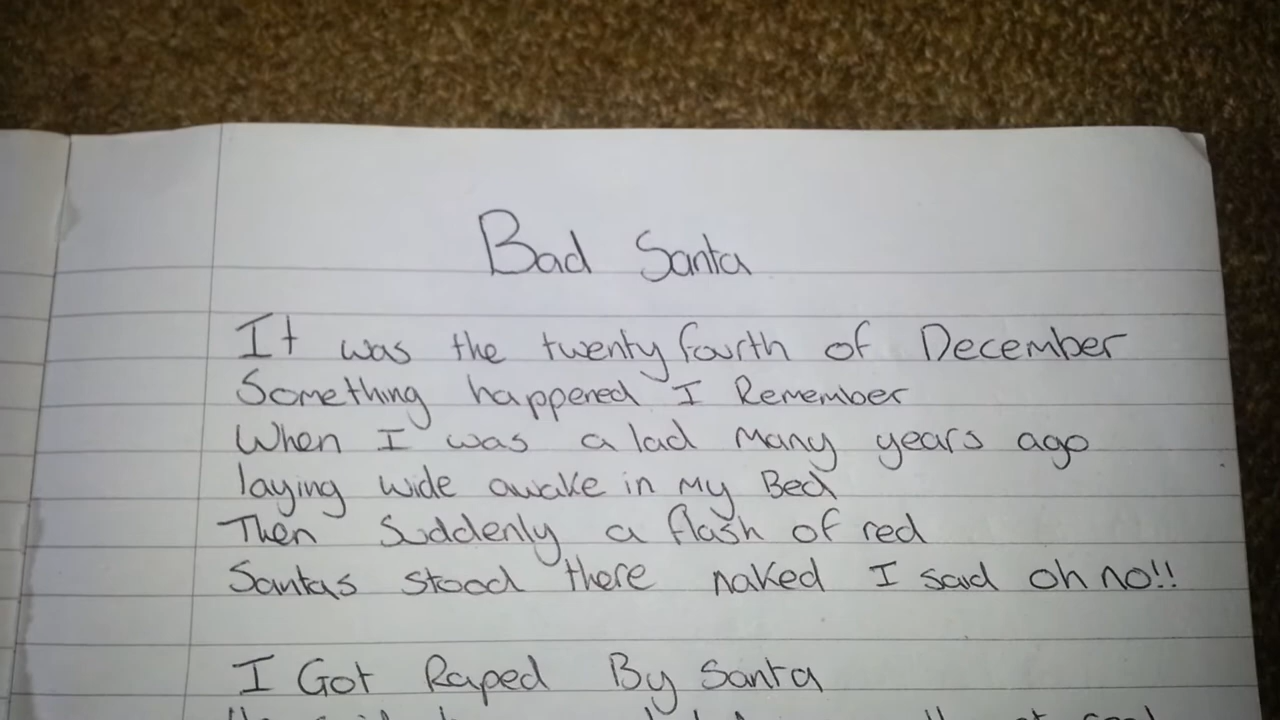 Bad Santa
It was the twenty fourth of December
Something happened I Remember
When I was a lad Many years ago
laying wide awake in My Bed
Then Suddenly a flash of red
Santas stood there naked I said oh no!!
I Got Raped By Santa